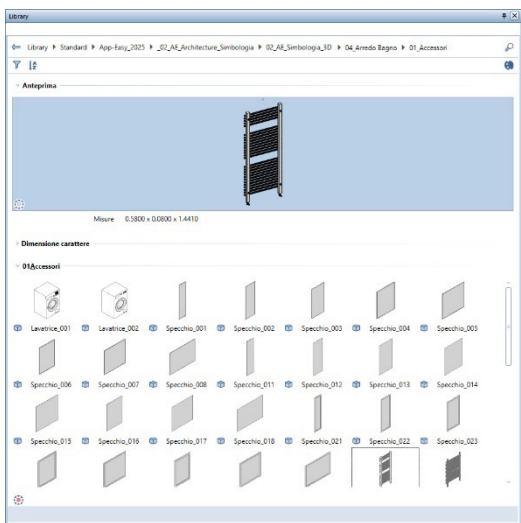 Library
Library Standard App-Easy_2025 _02_AE_Architecture_Simbologia 02_AE_Simbologia_3D 04_Arredo Bagno 01_Accessori
Anteprima
Misure 0.5800 x 0.0800 x 1.4410
Dimensione carattere
01Accessori
Lavatrice_001 Lavatrice_002 Specchio_001 Specchio_002 Specchio_003 Specchio_004 Specchio_005
Specchio_006 Specchio_007 Specchio_008 Specchio_011 Specchio_012 Specchio_013 Specchio_014
Specchio_015 Specchio_016 Specchio_017 Specchio_018 Specchio_021 Specchio_022 Specchio_023